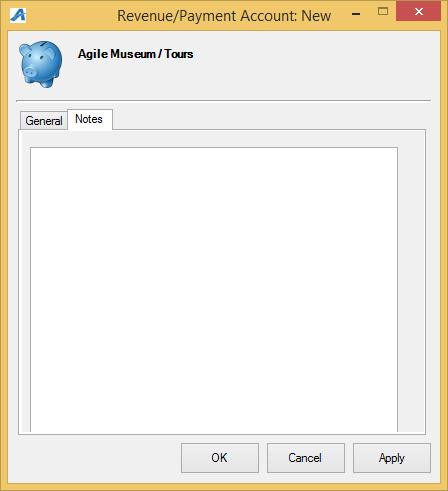 Revenue/Payment Account: New
Agile Museum / Tours
General Notes
OK Cancel Apply